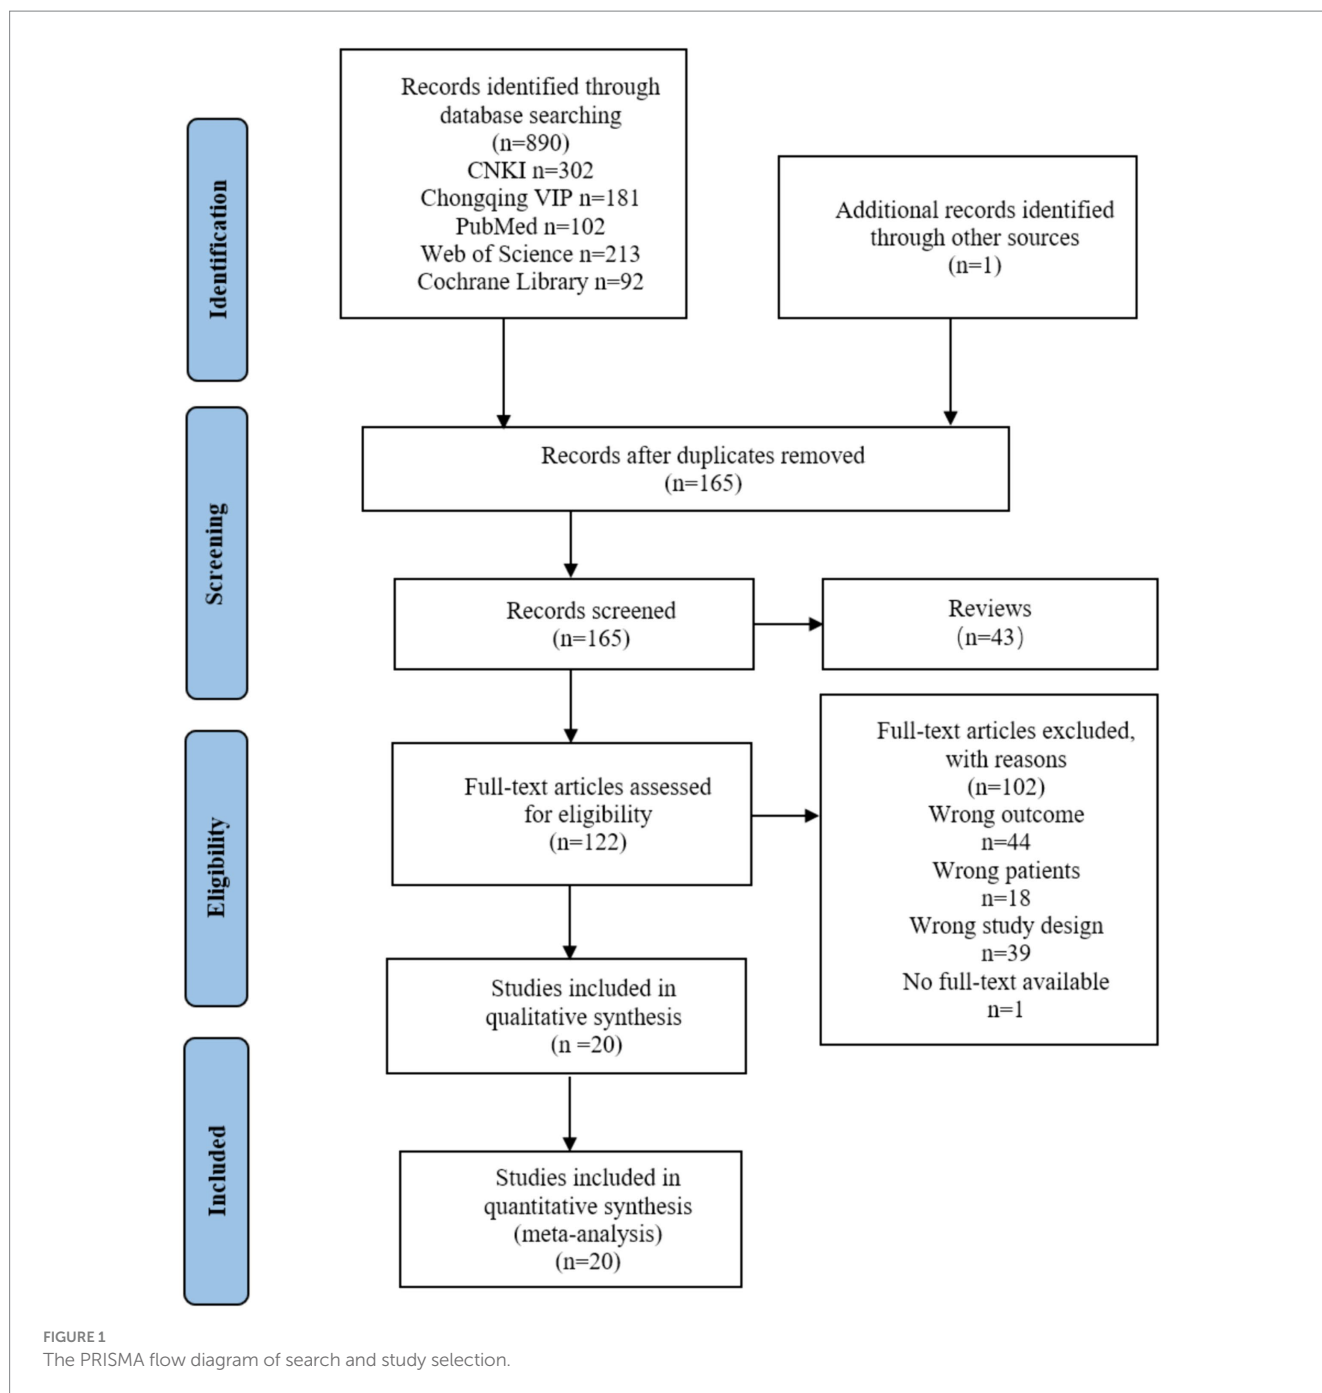 Records identified through
database searching
(n=890)
CNKI n=302
Chongqing VIP n=181
PubMed n=102
Web of Science n=213
Cochrane Library n=92
Additional records identified
through other sources
(n=1)
Identification
Records after duplicates removed
(n=165)
Screening
Records screened
(n=165)
Reviews
(n=43)
Full-text articles assessed
for eligibility
(n=122)
Full-text articles excluded,
with reasons
(n=102)
Wrong outcome
n=44
Wrong patients
n=18
Wrong study design
n=39
No full-text available
n=1
Eligibility
Studies included in
qualitative synthesis
(n =20)
Included
Studies included in
quantitative synthesis
(meta-analysis)
(n=20)
FIGURE 1
The PRISMA flow diagram of search and study selection.